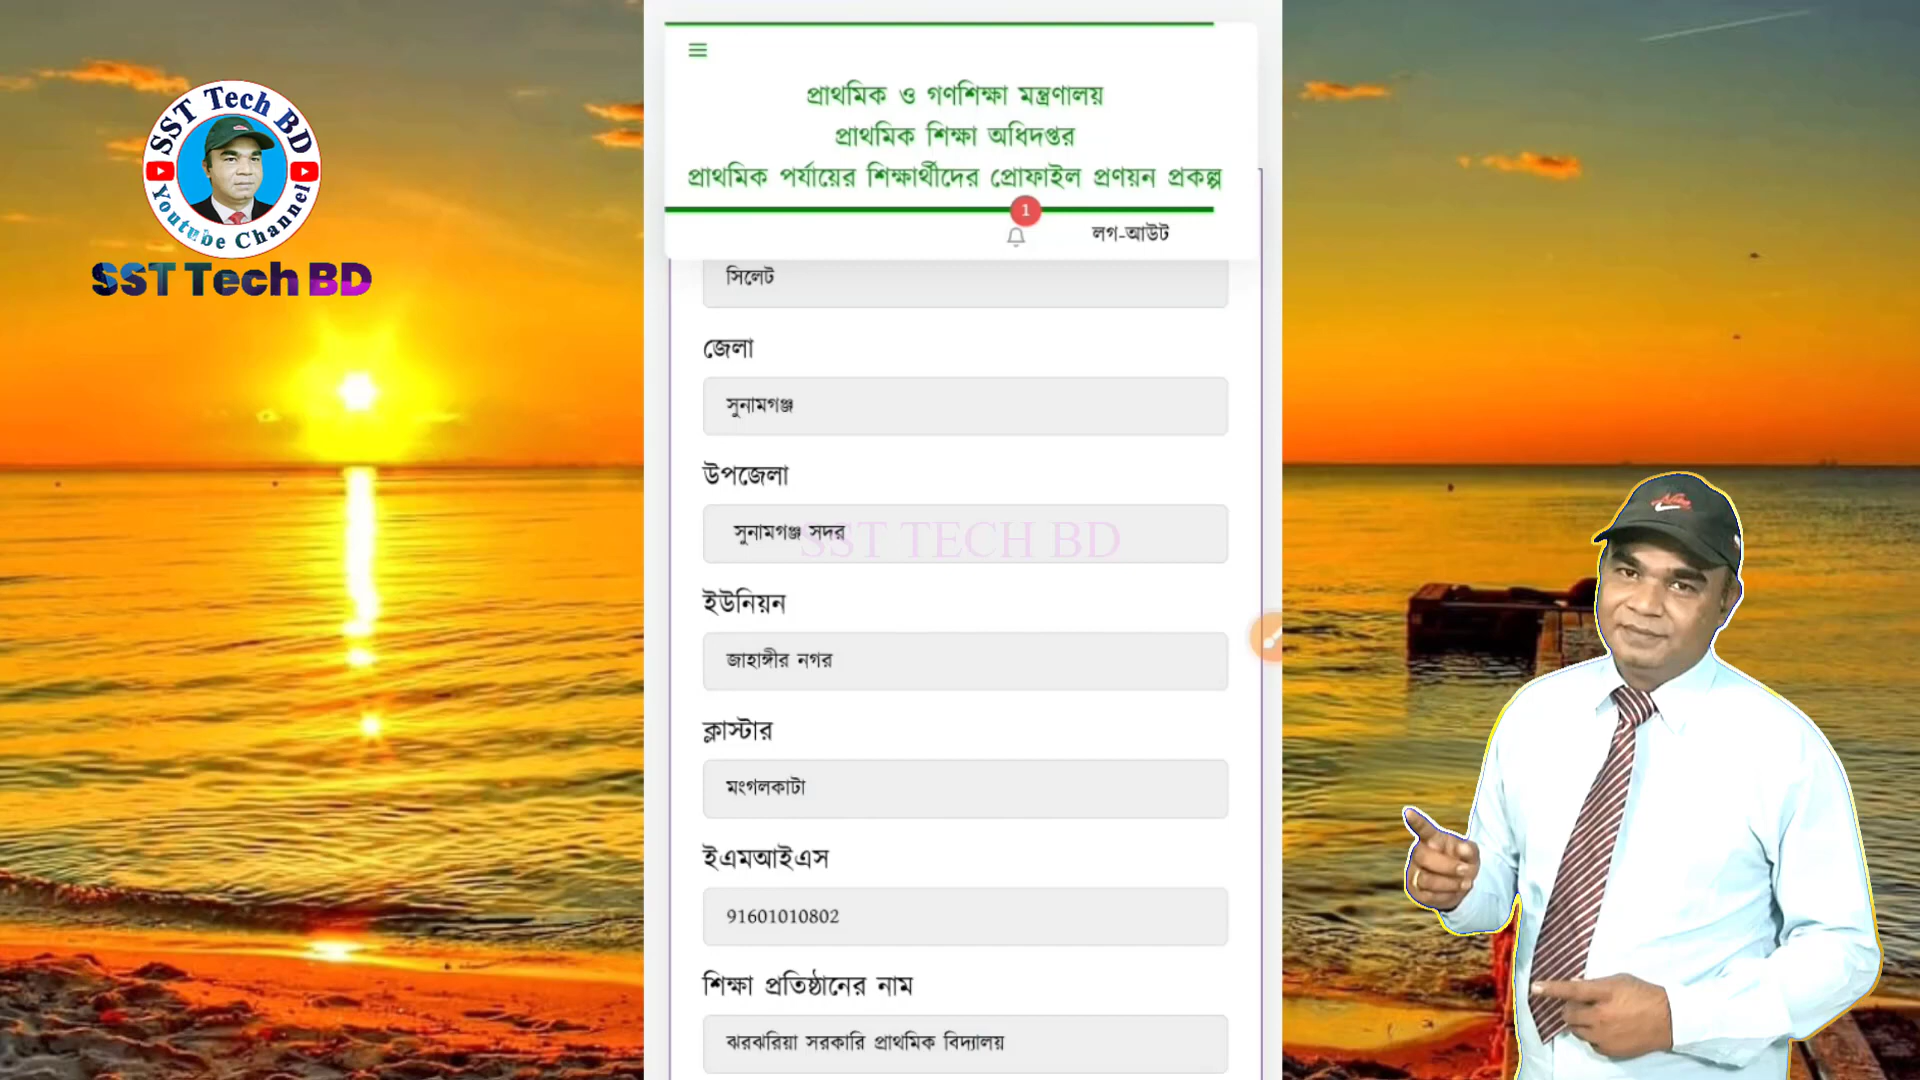 SST Tech BD
Youtube Channel
SST Tech BD
প্রাথমিক ও গণশিক্ষা মন্ত্রণালয়
প্রাথমিক শিক্ষা অধিদপ্তর
প্রাথমিক পর্যায়ের শিক্ষার্থীদের প্রোফাইল প্রণয়ন প্রকল্প
1
লগ-আউট
সিলেট
জেলা
সুনামগঞ্জ
উপজেলা
সুনামগঞ্জ সদর
SST TECH BD
ইউনিয়ন
জাহাঙ্গীর নগর
ক্লাস্টার
মংগলকাটা
ইএমআইএস
91601010802
শিক্ষা প্রতিষ্ঠানের নাম
ঝরঝরিয়া সরকারি প্রাথমিক বিদ্যালয়